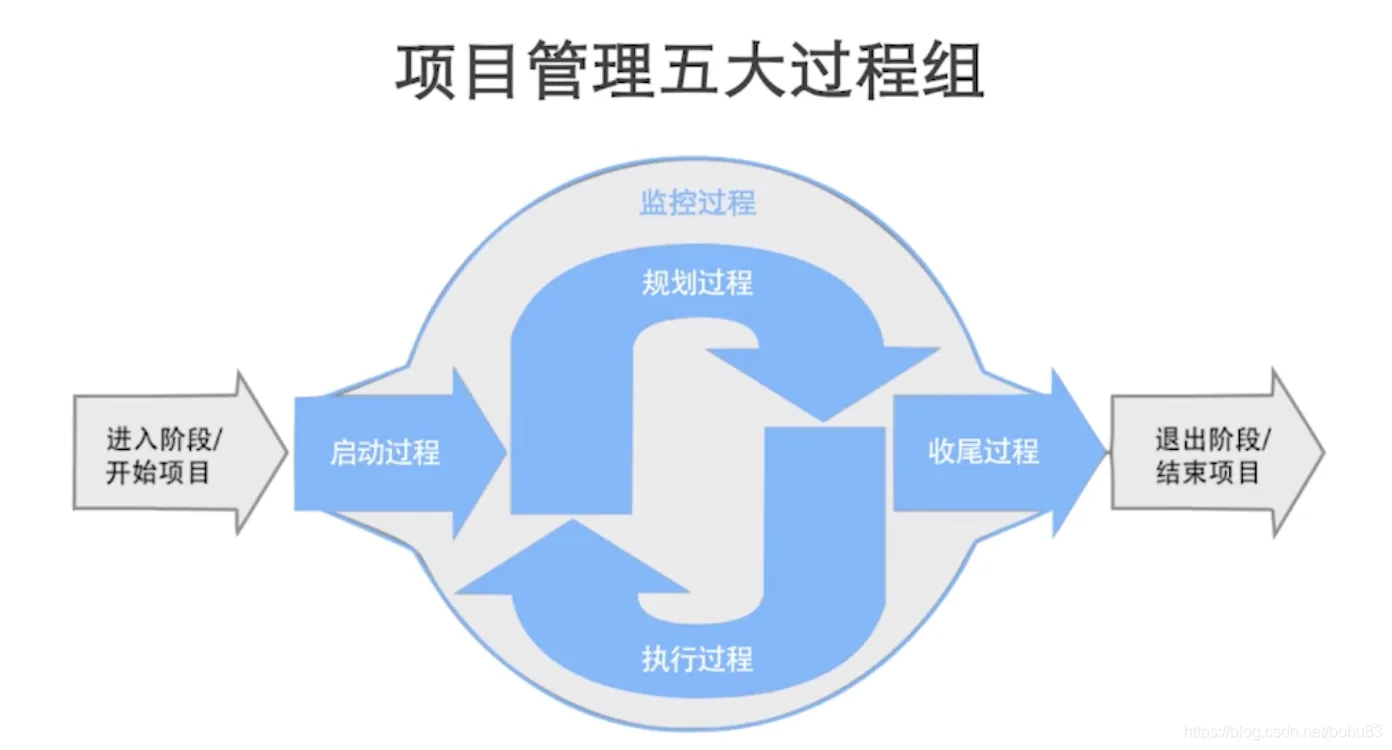 项目管理五大过程组
监控过程
规划过程
进入阶段/
开始项目
启动过程
收尾过程
退出阶段/
结束项目
执行过程
https://blog.csdn.net/bohu83